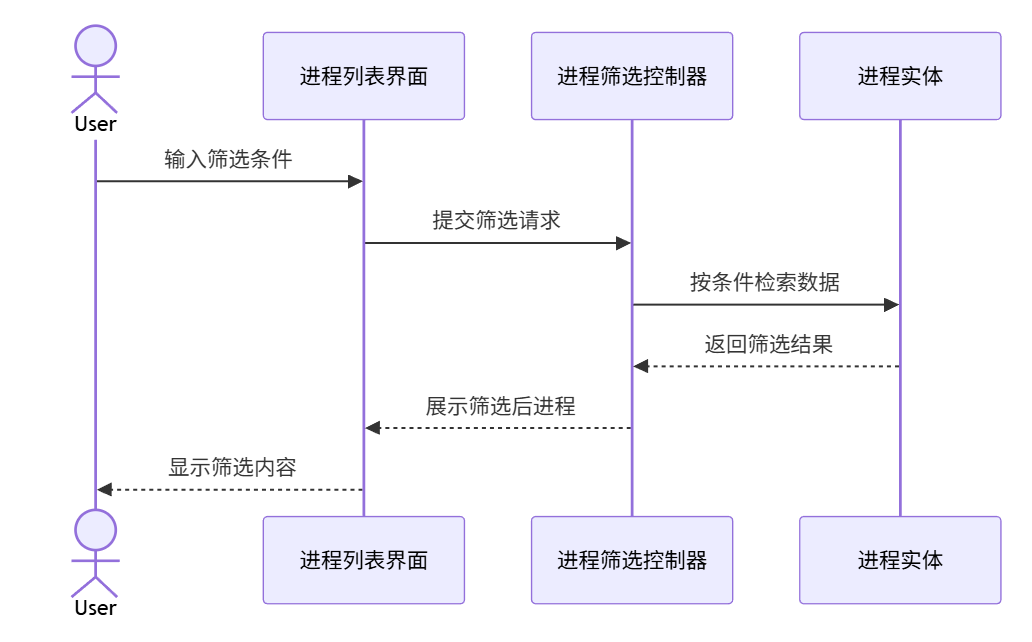 User
进程列表界面
进程筛选控制器
进程实体
输入筛选条件
提交筛选请求
按条件检索数据
返回筛选结果
展示筛选后进程
显示筛选内容
User
进程列表界面
进程筛选控制器
进程实体